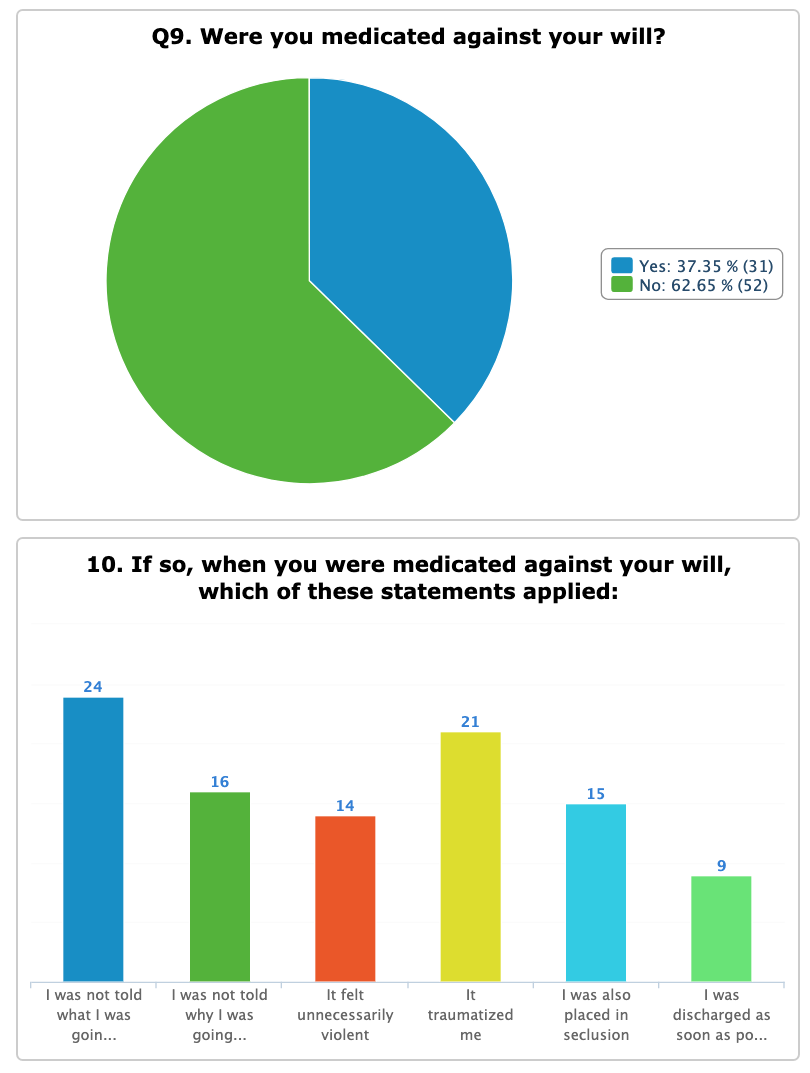 Q9. Were you medicated against your will?
Yes: 37.35 % (31)
No: 62.65 % (52)
10. If so, when you were medicated against your will,
which of these statements applied:
24
16
14
21
15
9
I was not told
what I was
goin...
I was not told
why I was
going...
It felt
unnecessarily
violent
It
traumatized
me
I was also
placed in
seclusion
I was
discharged as
soon as po...